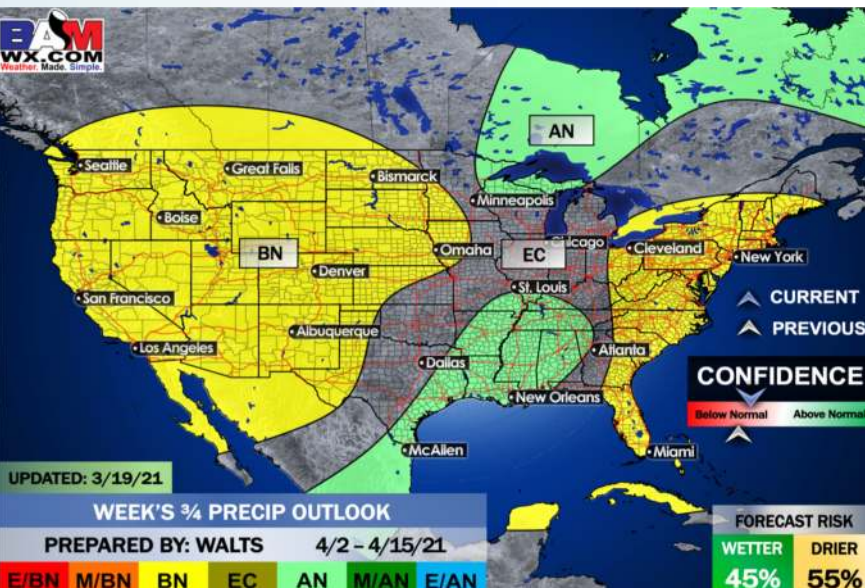 BAM
WX.COM
Weather. Made. Simple.
AN
Seattle
Great Falls
Bismarck
Minneapolis
Boise
BN
Omaha
EC
Chicago
Cleveland
New York
Denver
St. Louis
San Francisco
CURRENT
PREVIOUS
Albuquerque
Los Angeles
Dallas
Atlanta
CONFIDENCE
New Orleans
Below Normal Above Normal
McAllen
Miami
UPDATED: 3/19/21
WEEK'S ¾ PRECIP OUTLOOK
PREPARED BY: WALTS 4/2 – 4/15/21
E/BN M/BN BN EC AN M/AN E/AN
FORECAST RISK
WETTER DRIER
45% 55%